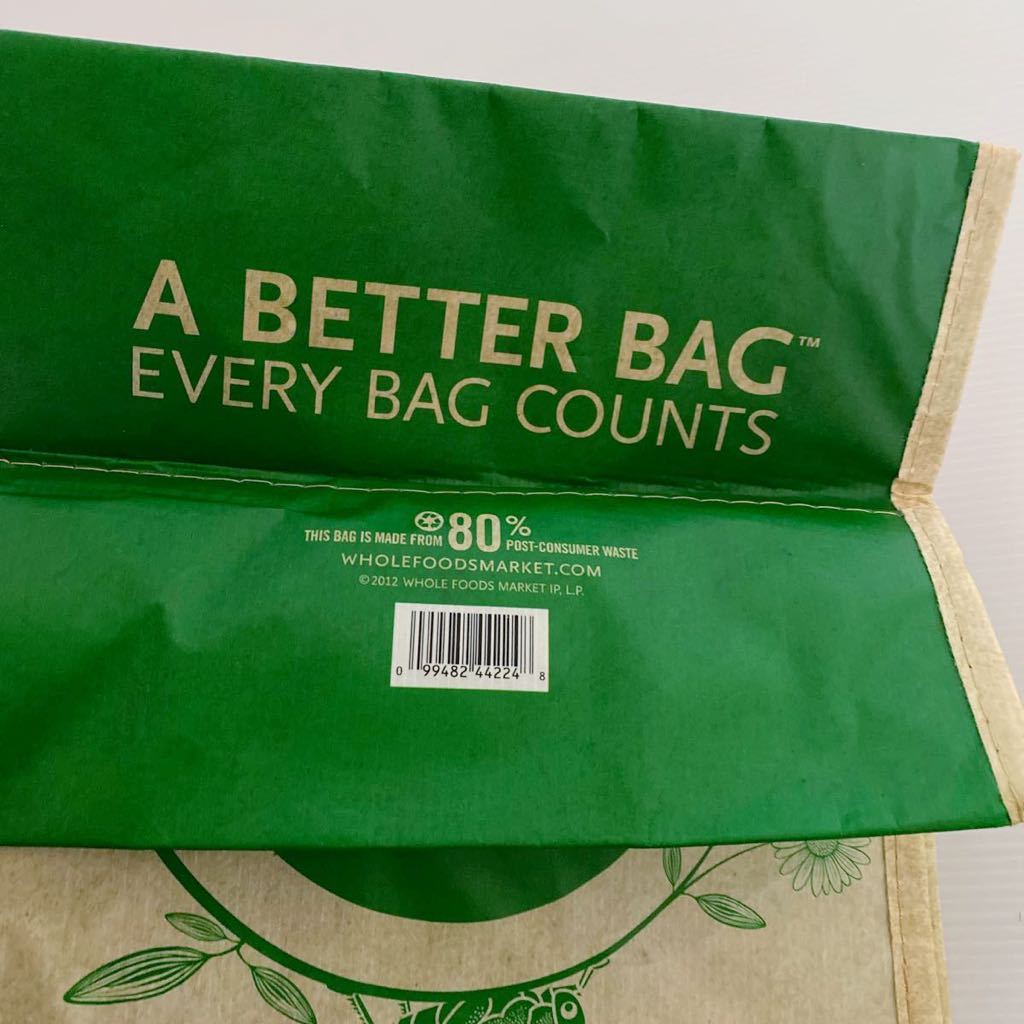 A BETTER BAG™
EVERY BAG COUNTS
THIS BAG IS MADE FROM 80% POST-CONSUMER WASTE
WHOLEFOODSMARKET.COM
©2012 WHOLE FOODS MARKET IP, L.P.
0 99482 44224 8